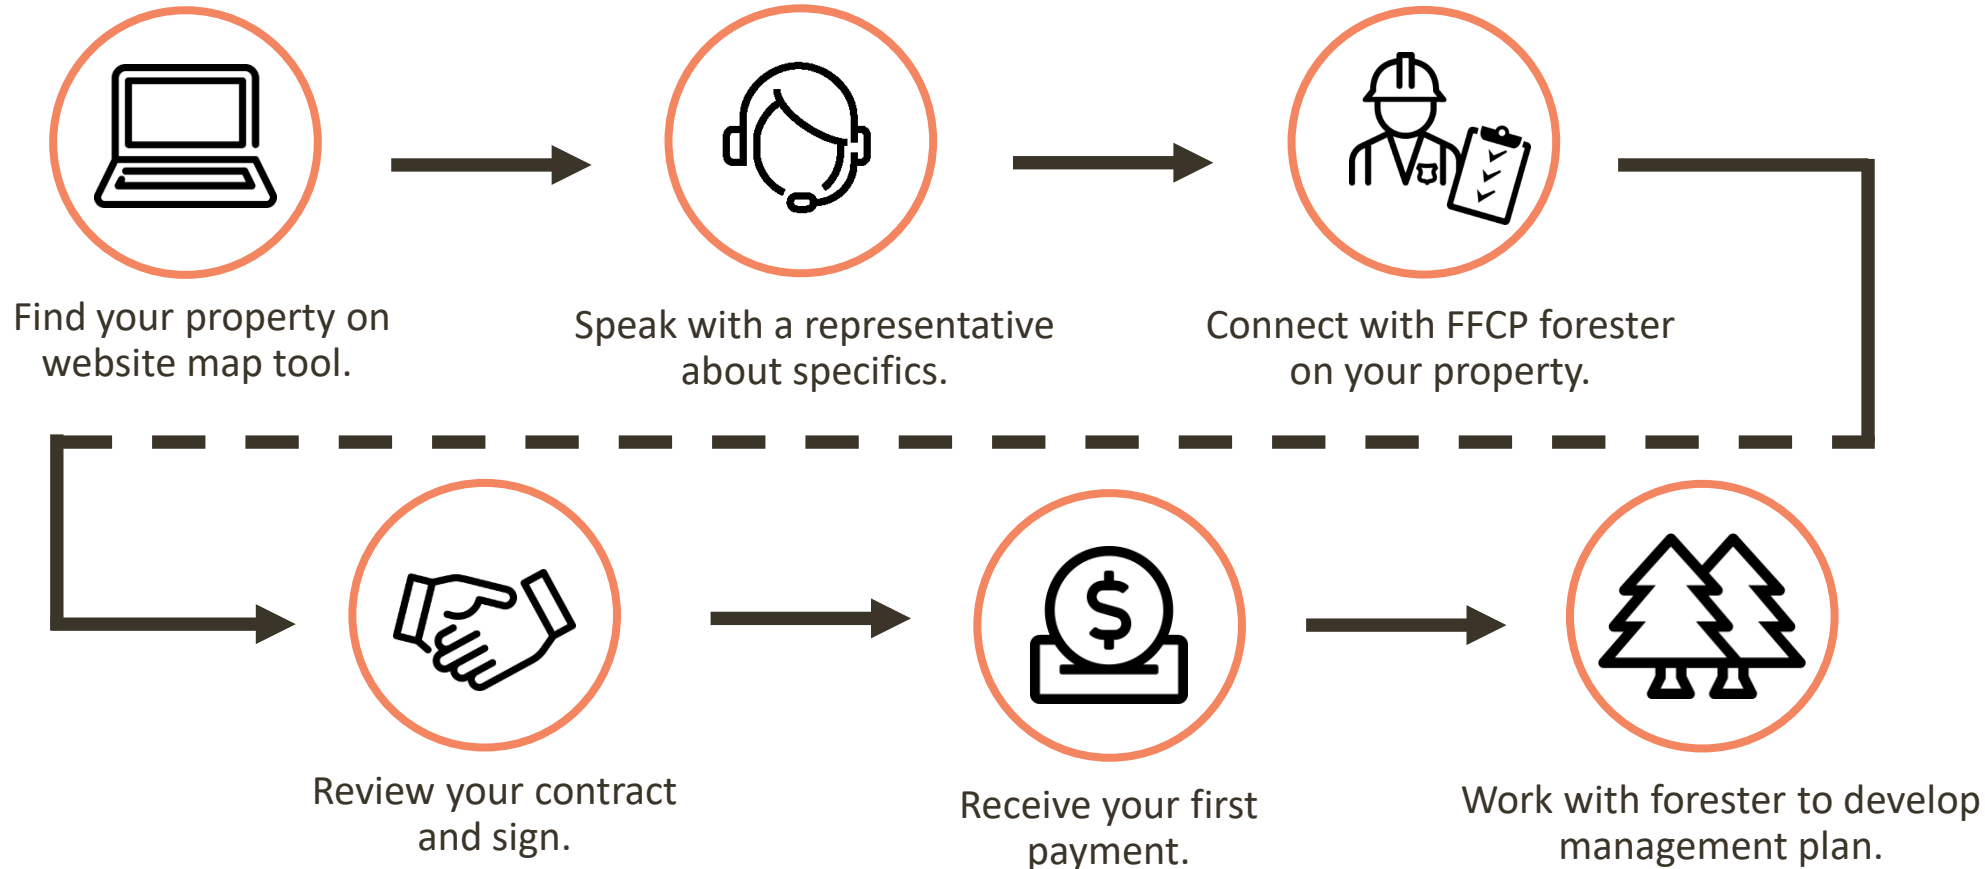 Find your property on
website map tool.
Speak with a representative
about specifics.
Connect with FFCP forester
on your property.
Review your contract
and sign.
Receive your first
payment.
Work with forester to develop
management plan.